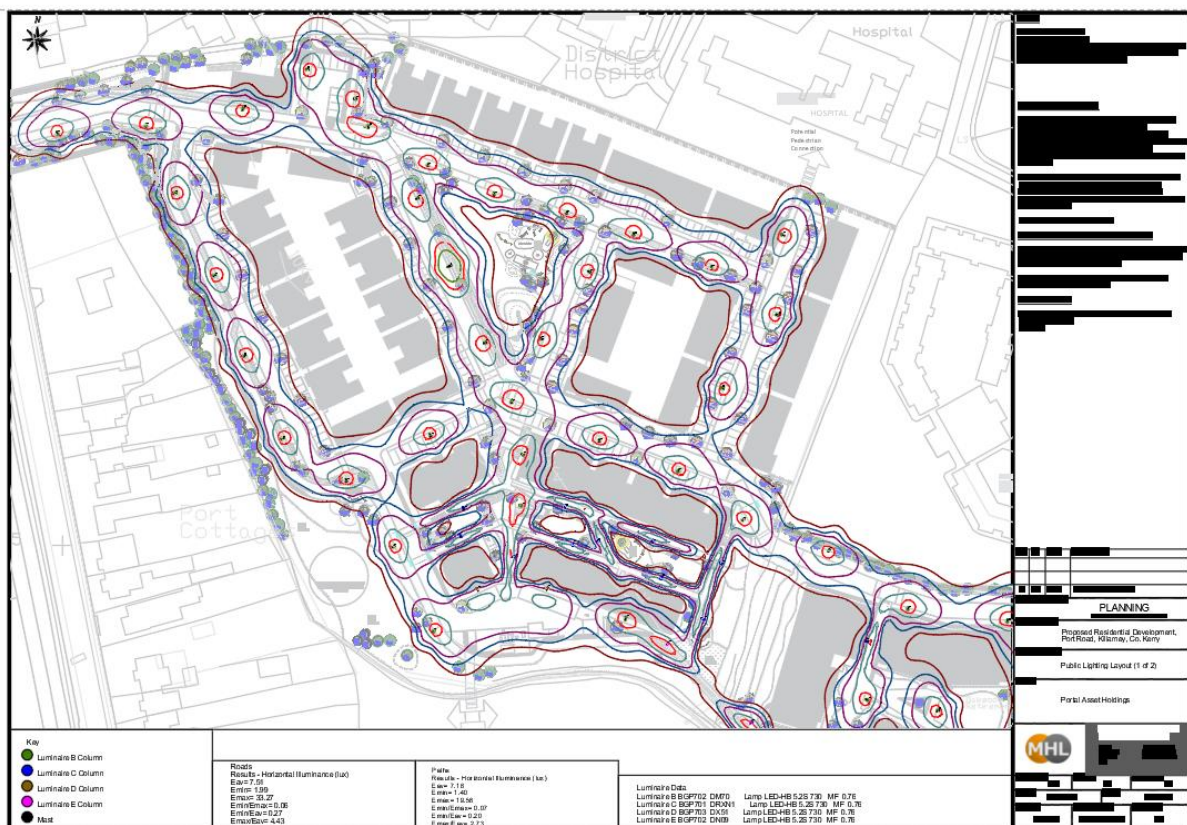 N
District
Hospital
Hospital
HOSPITAL
Potential
Pedestrian
Connection
Port
PLANNING
Proposed Residential Development,
Port Road, Killarney, Co. Kerry
Public Lighting Layout (1 of 2)
Portal Asset Holdings
MHL
Key
Luminaire B Column
Luminaire C Column
Luminaire D Column
Luminaire E Column
Mast
Roads
Results - Horizontal Illuminance (lux)
Eav= 7.51
Emin= 1.99
Emax= 33.27
Emin/Emax= 0.06
Emin/Eav= 0.27
Emax/Eav= 4.43
Paths
Results - Horizontal Illuminance (lux)
Eav= 7.18
Emin= 1.40
Emax= 19.56
Emin/Emax= 0.07
Emin/Eav= 0.20
Emax/Eav= 2.73
Luminaire Data
Luminaire B BGP702 DM70 Lamp LED-HB 5.2S 730 MF 0.76
Luminaire C BGP701 DRXN1 Lamp LED-HB 5.2S 730 MF 0.76
Luminaire D BGP703 DX51 Lamp LED-HB 5.2S 730 MF 0.76
Luminaire E BGP702 DN09 Lamp LED-HB 5.2S 730 MF 0.76